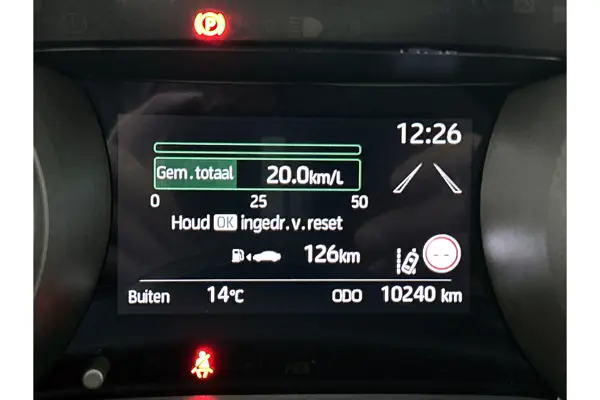 P
12:26
Gem.totaal 20.0km/L
0 25 50
Houd OK ingedr.v.reset
126km
--
Buiten 14°C ODO 10240 km